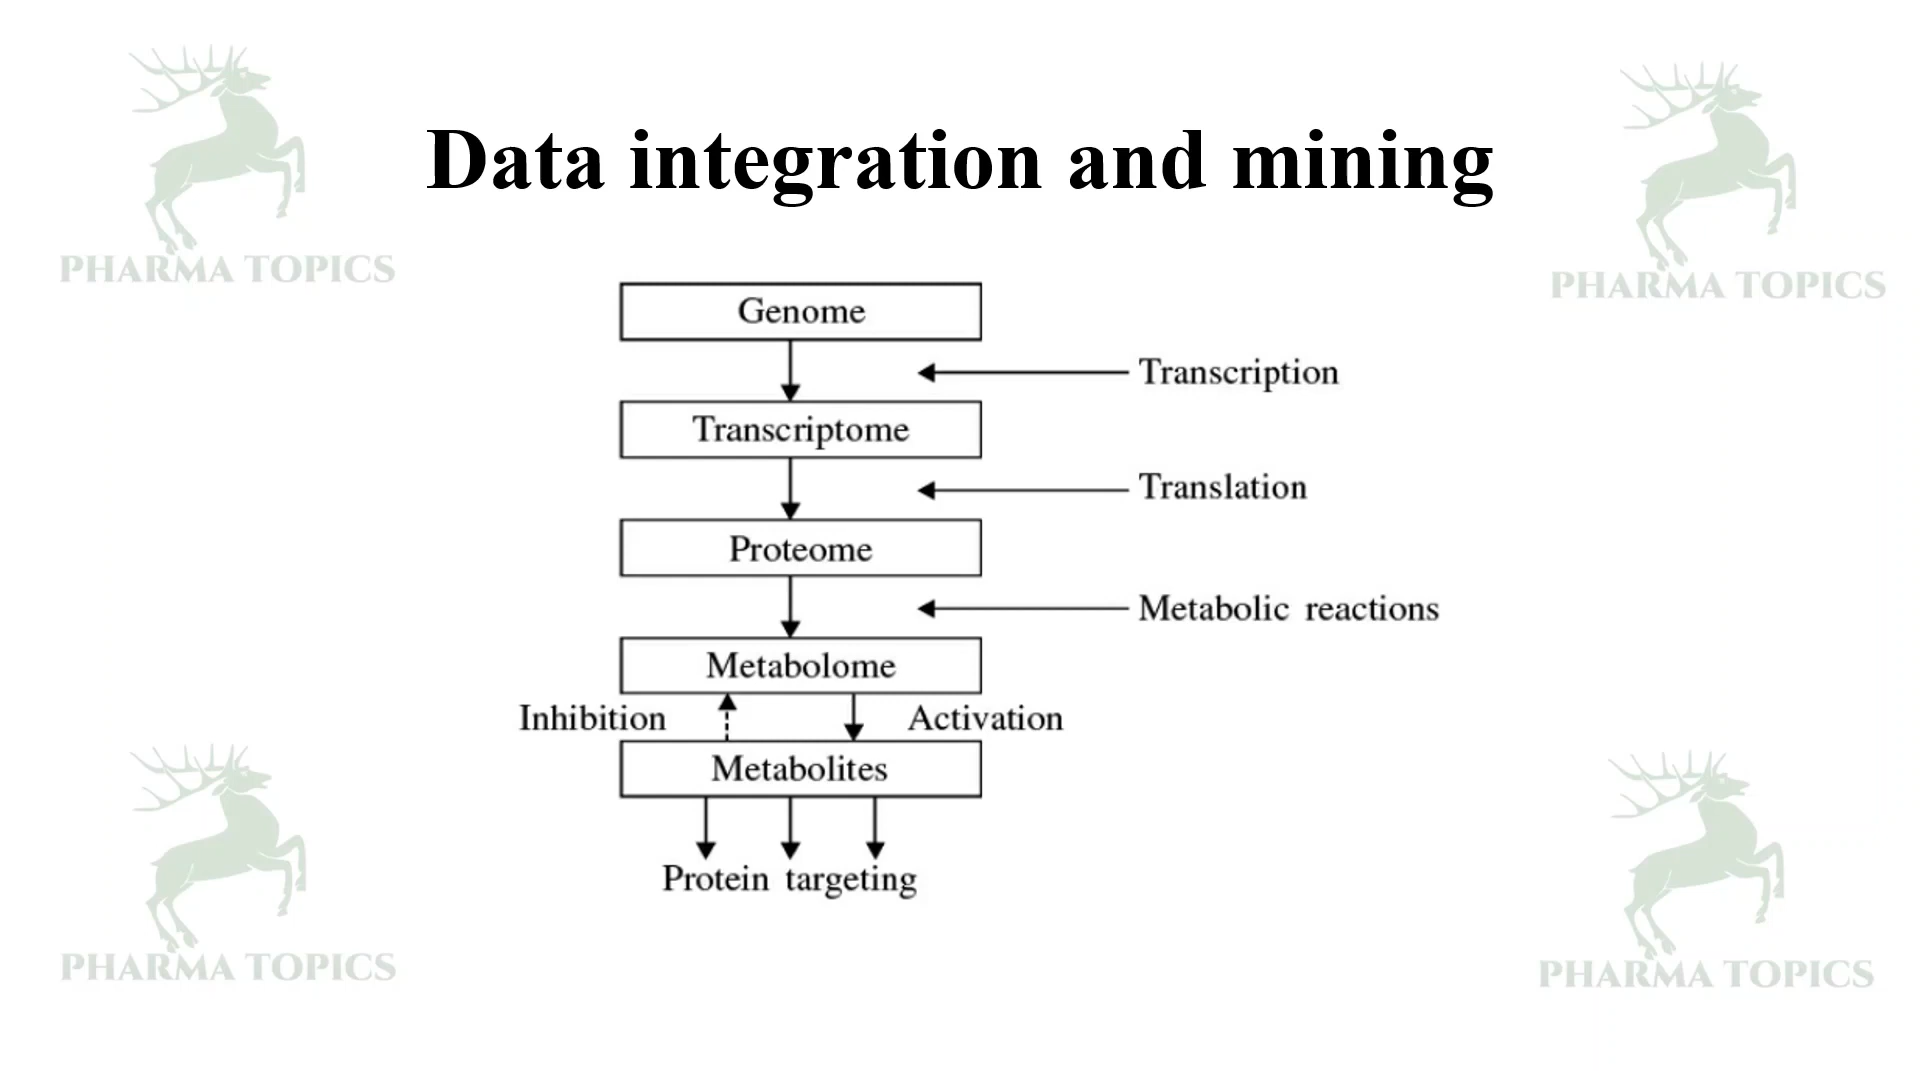 PHARMA TOPICS
PHARMA TOPICS
Data integration and mining
Genome
Transcription
Transcriptome
Translation
Proteome
Metabolic reactions
Metabolome
Inhibition
Activation
Metabolites
Protein targeting
PHARMA TOPICS
PHARMA TOPICS